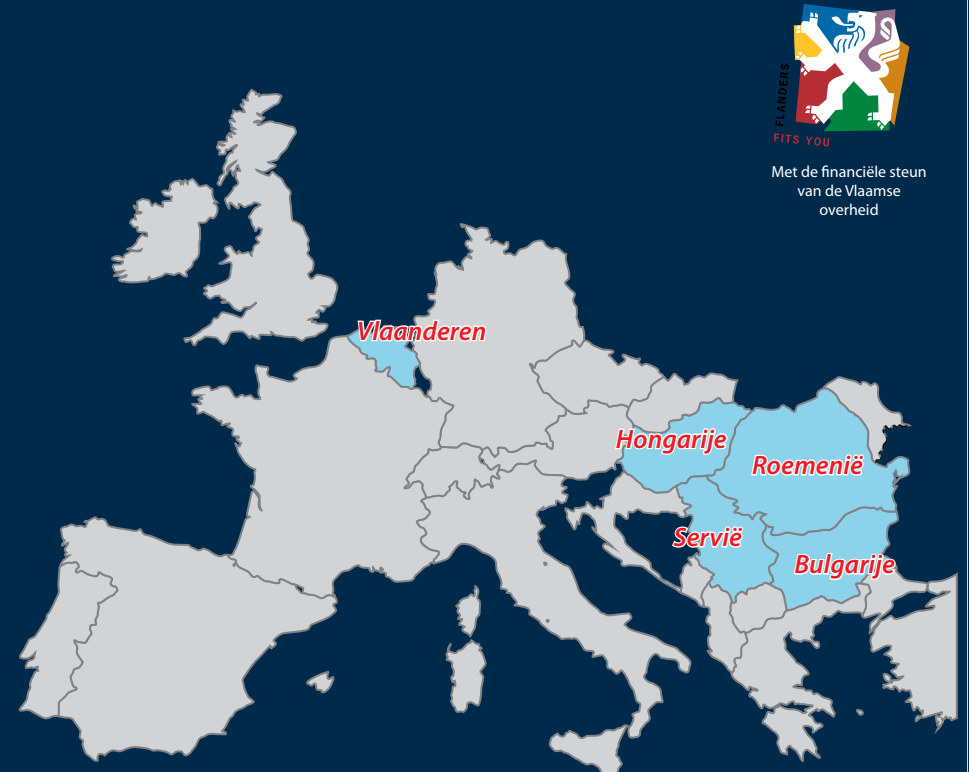 FLANDERS
FITS YOU
Met de financiële steun
van de Vlaamse
overheid
Vlaanderen
Hongarije
Roemenië
Servië
Bulgarije